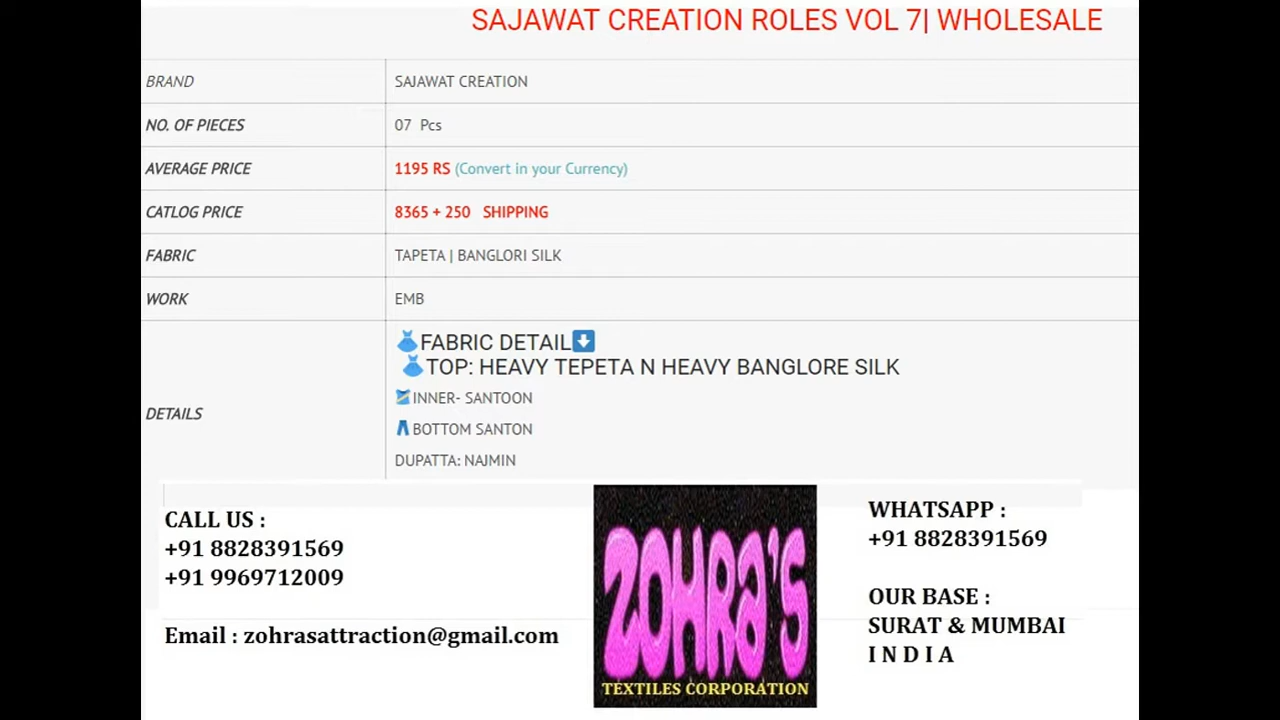 SAJAWAT CREATION ROLES VOL 7| WHOLESALE
BRAND SAJAWAT CREATION
NO. OF PIECES 07 Pcs
AVERAGE PRICE 1195 RS (Convert in your Currency)
CATLOG PRICE 8365 + 250 SHIPPING
FABRIC TAPETA | BANGLORI SILK
WORK EMB
DETAILS
👗FABRIC DETAIL⬇
👗TOP: HEAVY TEPETA N HEAVY BANGLORE SILK
INNER- SANTOON
👖BOTTOM SANTON
DUPATTA: NAJMIN
CALL US :
+91 8828391569
+91 9969712009
Email : zohrasattraction@gmail.com
ZOHRa'S
TEXTILES CORPORATION
WHATSAPP :
+91 8828391569
OUR BASE :
SURAT & MUMBAI
I N D I A